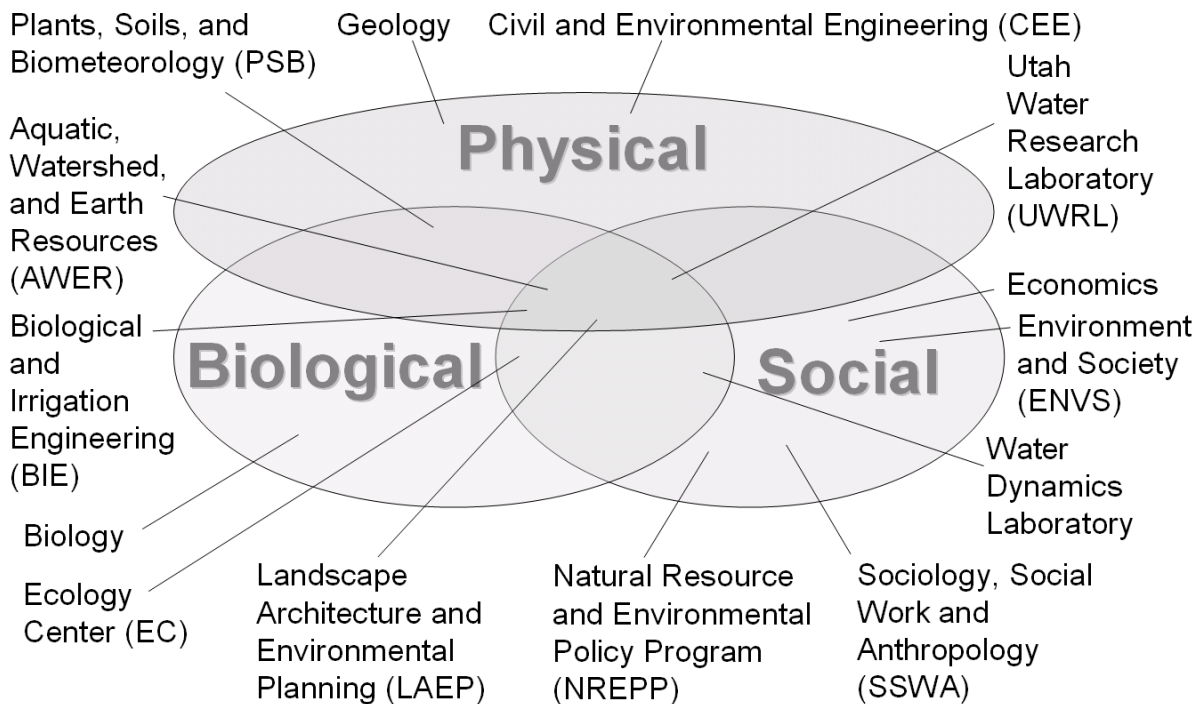 Plants, Soils, and
Biometeorology (PSB)
Geology
Civil and Environmental Engineering (CEE)
Utah
Water
Research
Laboratory
(UWRL)
Aquatic,
Watershed,
and Earth
Resources
(AWER)
Physical
Economics
Environment
and Society
(ENVS)
Biological
and
Irrigation
Engineering
(BIE)
Biological
Social
Water
Dynamics
Laboratory
Biology
Ecology
Center (EC)
Landscape
Architecture and
Environmental
Planning (LAEP)
Natural Resource
and Environmental
Policy Program
(NREPP)
Sociology, Social
Work and
Anthropology
(SSWA)